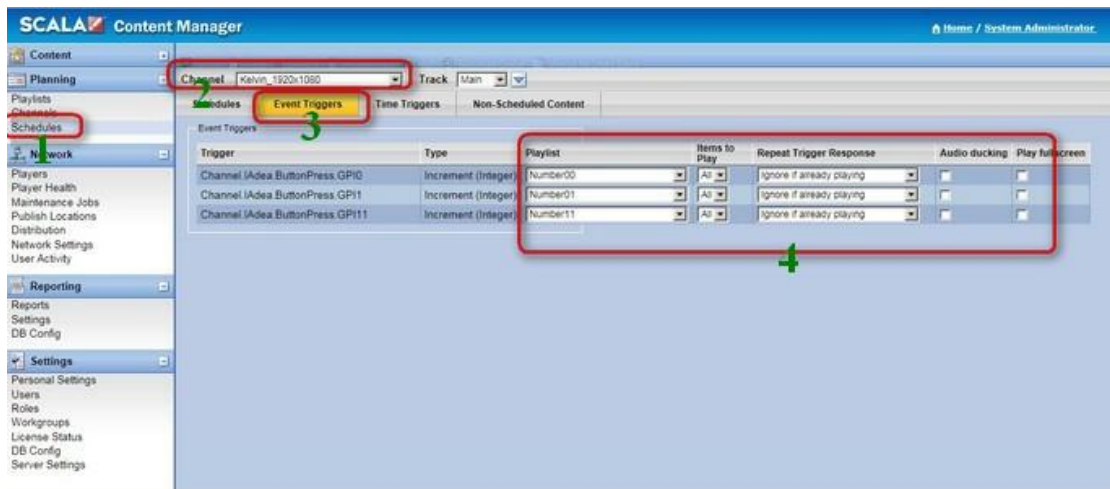 SCALA Content Manager
Home / System Administrator
Content
Planning
Playlists
Channels
Schedules
Network
Players
Player Health
Maintenance Jobs
Publish Locations
Distribution
Network Settings
User Activity
Reporting
Reports
Settings
DB Config
Settings
Personal Settings
Users
Roles
Workgroups
License Status
DB Config
Server Settings
1
Channel Kelvin_1920x1080 Track Main
2
Schedules Event Triggers Time Triggers Non-Scheduled Content
3
Event Triggers
Trigger Type Playlist Items to Play Repeat Trigger Response Audio ducking Play fullscreen
Channel.IAdea.ButtonPress.GPI0 Increment (Integer) Number00 All Ignore if already playing
Channel.IAdea.ButtonPress.GPI1 Increment (Integer) Number01 All Ignore if already playing
Channel.IAdea.ButtonPress.GPI11 Increment (Integer) Number11 All Ignore if already playing
4